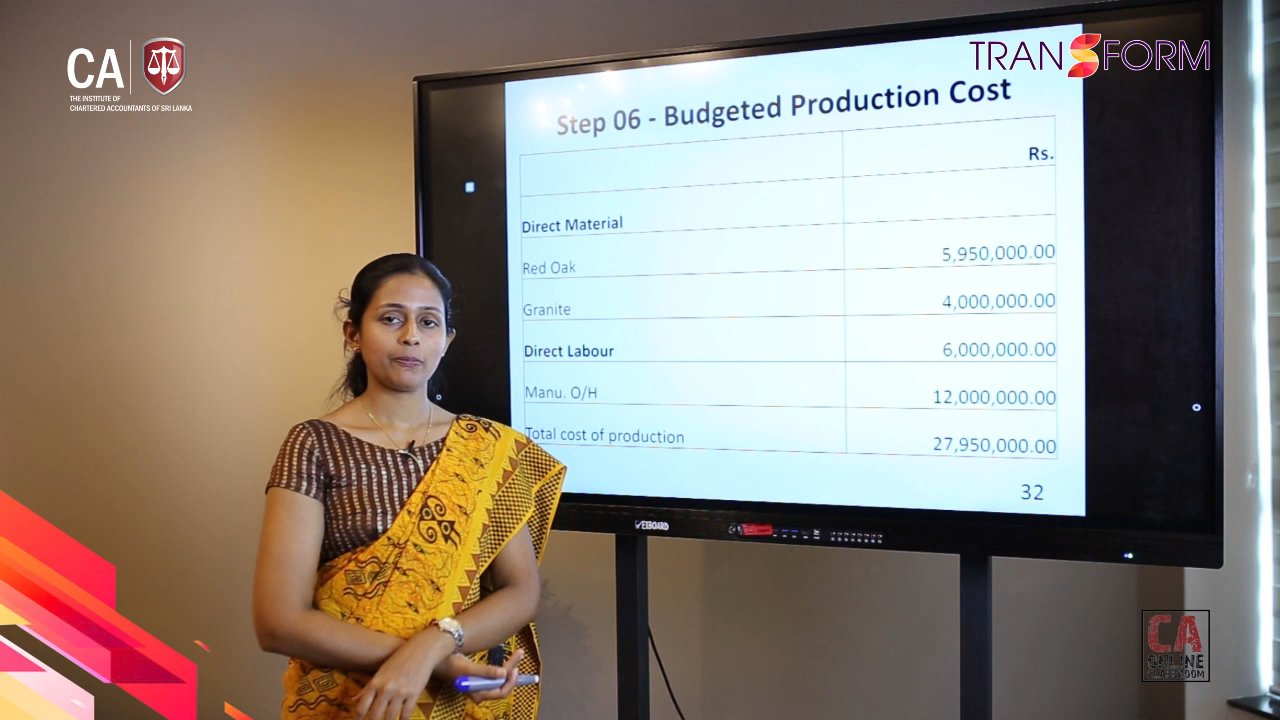 CA
THE INSTITUTE OF
CHARTERED ACCOUNTANTS OF SRI LANKA
TRANSFORM
Step 06 - Budgeted Production Cost
Rs.
Direct Material
Red Oak 5,950,000.00
Granite 4,000,000.00
Direct Labour 6,000,000.00
Manu. O/H 12,000,000.00
Total cost of production 27,950,000.00
32
CA
ONLINE
CLASSROOM